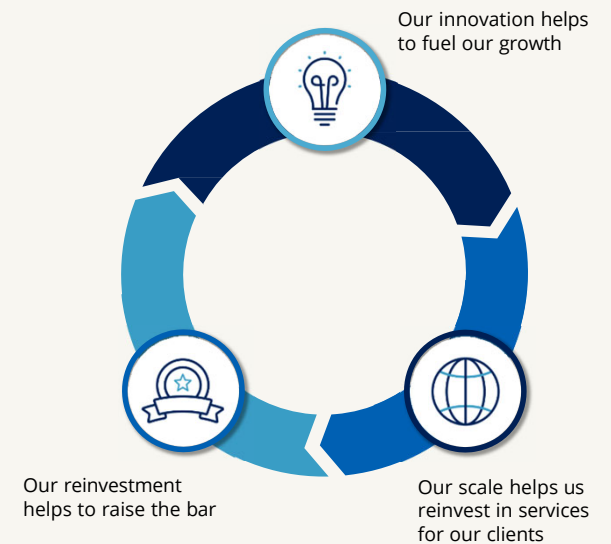 Our innovation helps
to fuel our growth
Our reinvestment
helps to raise the bar
Our scale helps us
reinvest in services
for our clients